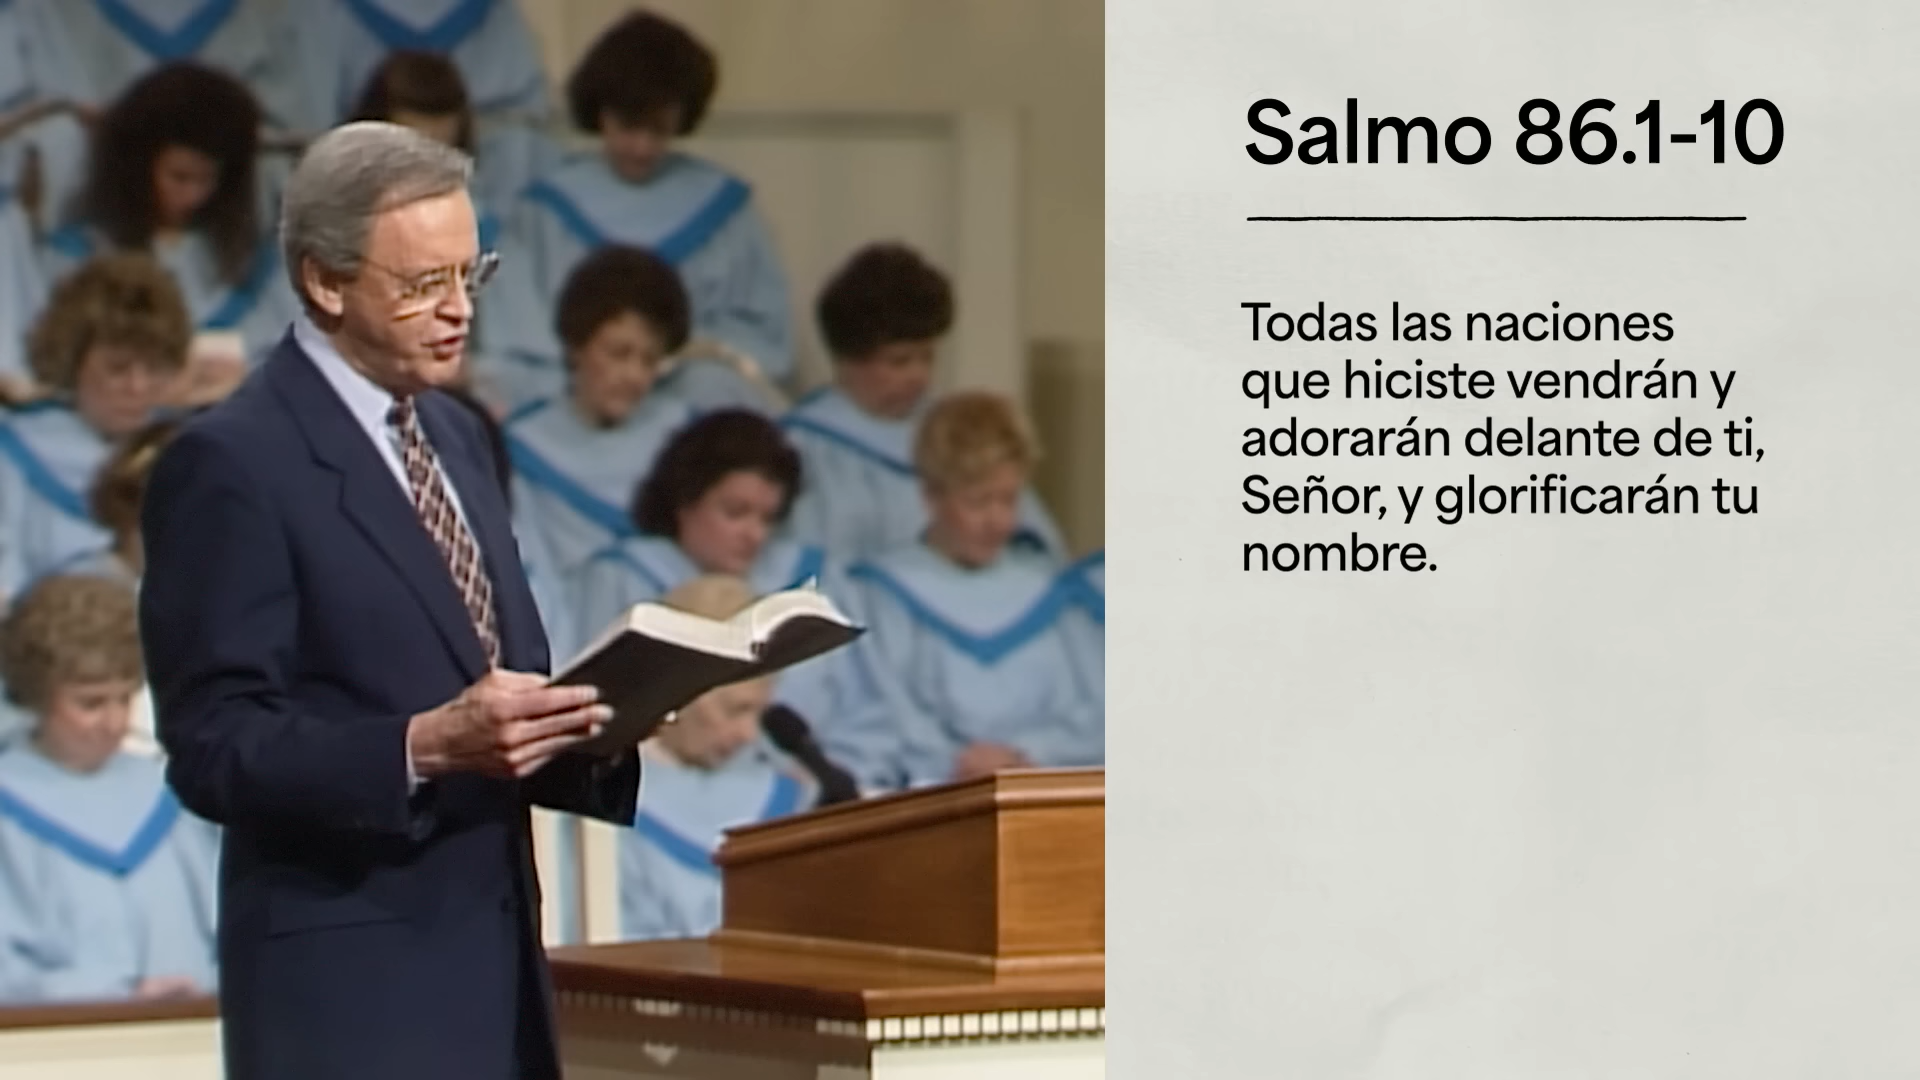 Salmo 86.1-10
Todas las naciones
que hiciste vendrán y
adorarán delante de ti,
Señor, y glorificarán tu
nombre.